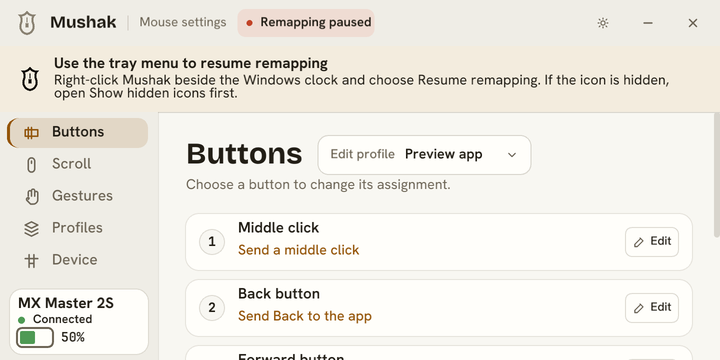 Mushak
Mouse settings
Remapping paused
Use the tray menu to resume remapping
Right-click Mushak beside the Windows clock and choose Resume remapping. If the icon is hidden,
open Show hidden icons first.
Buttons
Scroll
Gestures
Profiles
Device
MX Master 2S
Connected
50%
Buttons
Edit profile Preview app
Choose a button to change its assignment.
1
Middle click
Send a middle click
Edit
2
Back button
Send Back to the app
Edit
Forward button